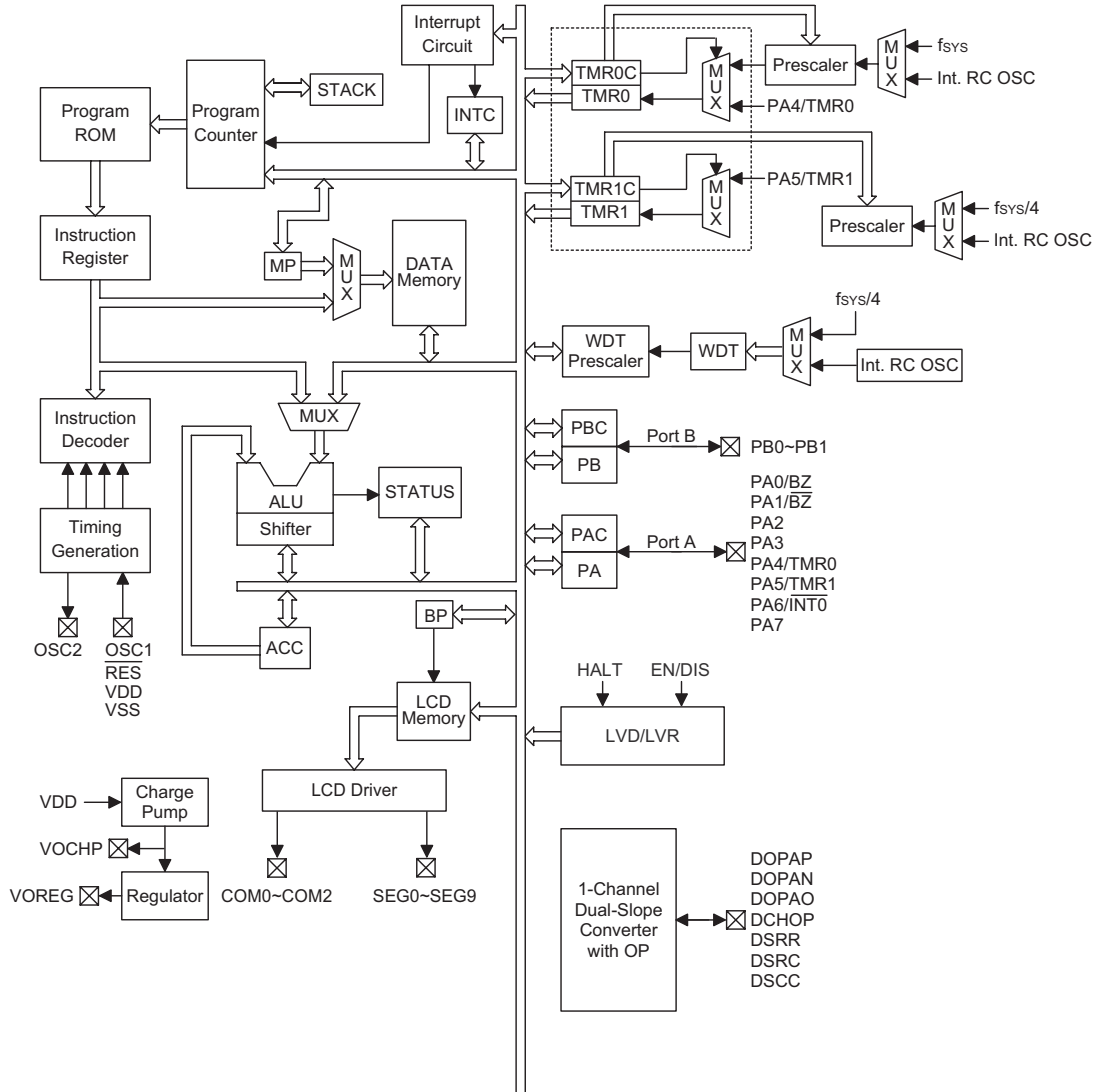 Interrupt
Circuit
STACK
Program
Counter
Program
ROM
INTC
TMR0C
TMR0
MUX
Prescaler
MUX
fSYS
Int. RC OSC
PA4/TMR0
TMR1C
TMR1
MUX
PA5/TMR1
Prescaler
MUX
fSYS/4
Int. RC OSC
Instruction
Register
MP
MUX
DATA
Memory
WDT
Prescaler
WDT
MUX
fSYS/4
Int. RC OSC
Instruction
Decoder
MUX
PBC
PB
Port B
PB0~PB1
ALU
Shifter
STATUS
Timing
Generation
PAC
PA
Port A
PA0/BZ
PA1/B̅Z̅
PA2
PA3
PA4/TMR0
PA5/TMR1
PA6/I̅N̅T̅0̅
PA7
OSC2
OSC1
R̅E̅S̅
VDD
VSS
ACC
BP
LCD
Memory
HALT
EN/DIS
LVD/LVR
LCD Driver
COM0~COM2
SEG0~SEG9
VDD
Charge
Pump
VOCHP
VOREG
Regulator
1-Channel
Dual-Slope
Converter
with OP
DOPAP
DOPAN
DOPAO
DCHOP
DSRR
DSRC
DSCC